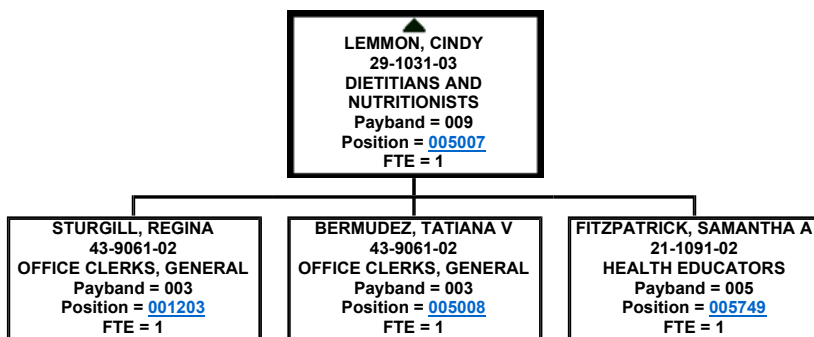 LEMMON, CINDY
29-1031-03
DIETITIANS AND
NUTRITIONISTS
Payband = 009
Position = 005007
FTE = 1
STURGILL, REGINA
43-9061-02
OFFICE CLERKS, GENERAL
Payband = 003
Position = 001203
FTE = 1
BERMUDEZ, TATIANA V
43-9061-02
OFFICE CLERKS, GENERAL
Payband = 003
Position = 005008
FTE = 1
FITZPATRICK, SAMANTHA A
21-1091-02
HEALTH EDUCATORS
Payband = 005
Position = 005749
FTE = 1